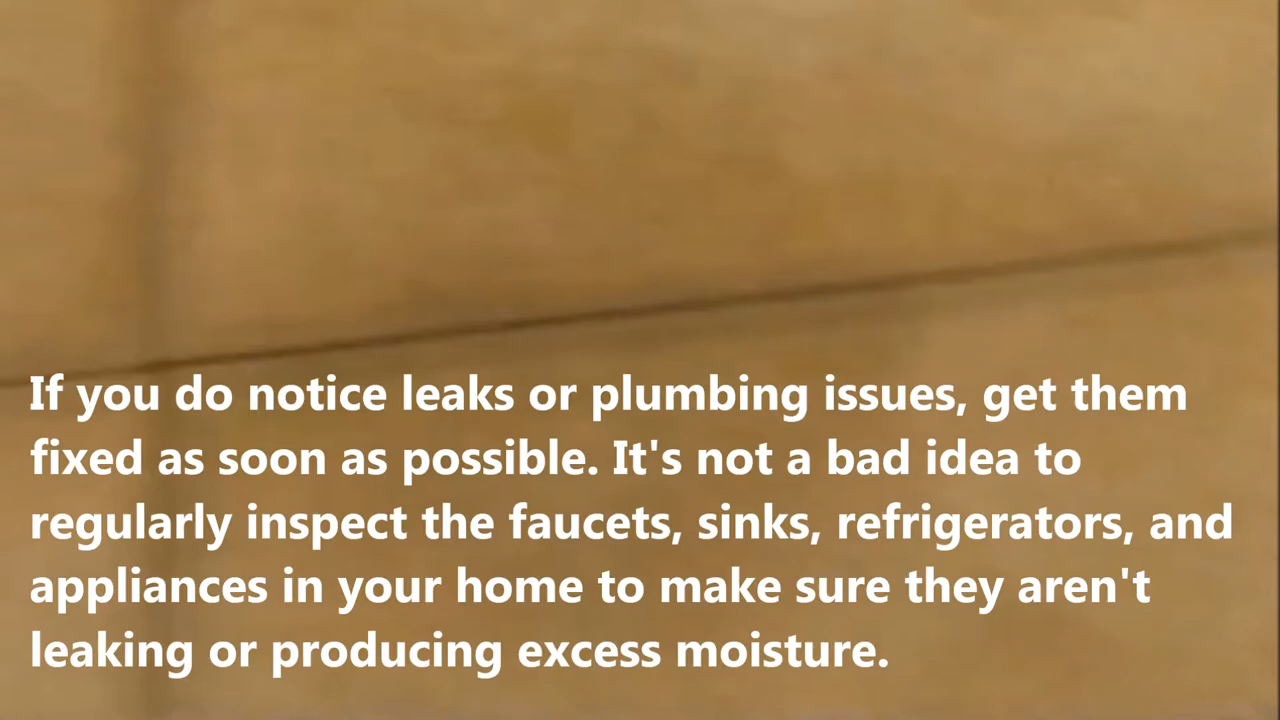 If you do notice leaks or plumbing issues, get them
fixed as soon as possible. It's not a bad idea to
regularly inspect the faucets, sinks, refrigerators, and
appliances in your home to make sure they aren't
leaking or producing excess moisture.